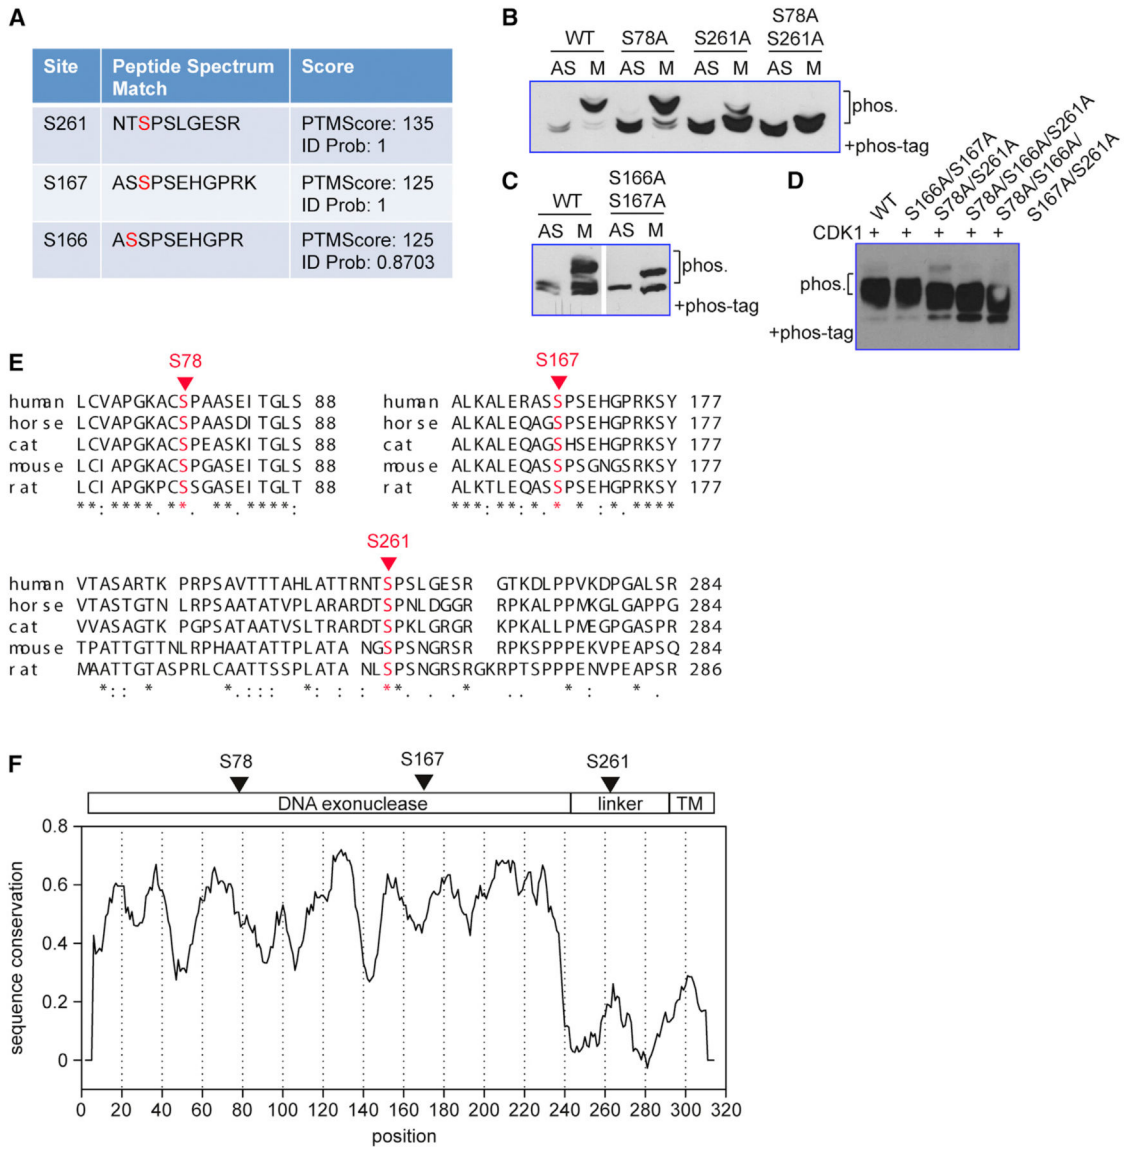 A
Site Peptide Spectrum Match Score
S261 NTSPSLGESR PTMScore: 135
ID Prob: 1
S167 ASSPSEHGPRK PTMScore: 125
ID Prob: 1
S166 ASSPSEHGPR PTMScore: 125
ID Prob: 0.8703
B
S78A
WT S78A S261A S261A
AS M AS M AS M AS M
phos.
+phos-tag
C
S166A
WT S167A
AS M AS M
phos.
+phos-tag
D
WT
S166A/S167A
S78A/S261A
S78A/S166A/S261A
S78A/S166A/
S167A/S261A
CDK1 + + + + +
phos.
+phos-tag
E
S78
human LCVAPGKACSPAASEITGLS 88
horse LCVAPGKACSPAASDITGLS 88
cat LCVAPGKACSPEASKITGLS 88
mouse LCIAPGKACSPGASEITGLS 88
rat LCIAPGKPCSSGASEITGLT 88
**:****.**. **.****:
S167
human ALKALERASSPSEHGPRKSY 177
horse ALKALEQAGSPSEHGPRKSY 177
cat ALKALEQAGSHSEHGPRKSY 177
mouse ALKALEQASSPSGNGSRKSY 177
rat ALKTLEQASSPSEHGPRKSY 177
***:**:*.* * :*.****
S261
human VTASARTK PRPSAVTTTAHLATTRNTSPSLGESR GTKDLPPVKDPGALSR 284
horse VTASTGTN LRPSAATATVPLARARDTSPNLDGGR RPKALPPMKGLGAPPG 284
cat VVASAGTK PGPSATAATVSLTRARDTSPKLGRGR KPKALLPMEGPGASPR 284
mouse TPATTGTTNLRPHAATATTPLATA NGSPSNGRSR RPKSPPPEKVPEAPSQ 284
rat MAATTGTASPRLCAATTSSPLATA NLSPSNGRSRGKRPTSPPPENVPEAPSR 286
*:: * *.::: *: : : **. . .* .. * : * .
F
S78 S167 S261
DNA exonuclease linker TM
sequence conservation
0.8
0.6
0.4
0.2
0
0 20 40 60 80 100 120 140 160 180 200 220 240 260 280 300 320
position